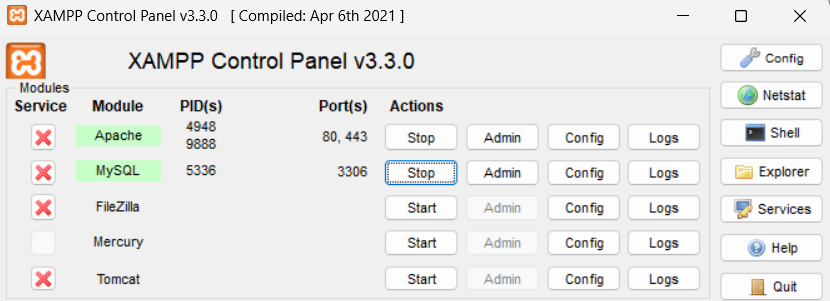 XAMPP Control Panel v3.3.0 [ Compiled: Apr 6th 2021 ]
XAMPP Control Panel v3.3.0
Modules
Service Module PID(s) Port(s) Actions
Apache 4948 9888 80, 443 Stop Admin Config Logs
MySQL 5336 3306 Stop Admin Config Logs
FileZilla Start Admin Config Logs
Mercury Start Admin Config Logs
Tomcat Start Admin Config Logs
Config
Netstat
Shell
Explorer
Services
Help
Quit